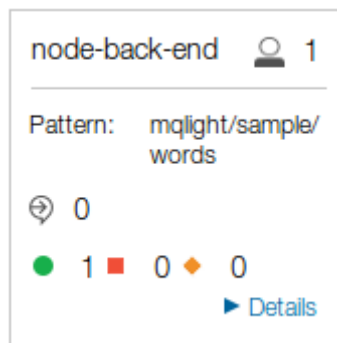 node-back-end 1
Pattern: mqlight/sample/
words
0
1 0 0
Details